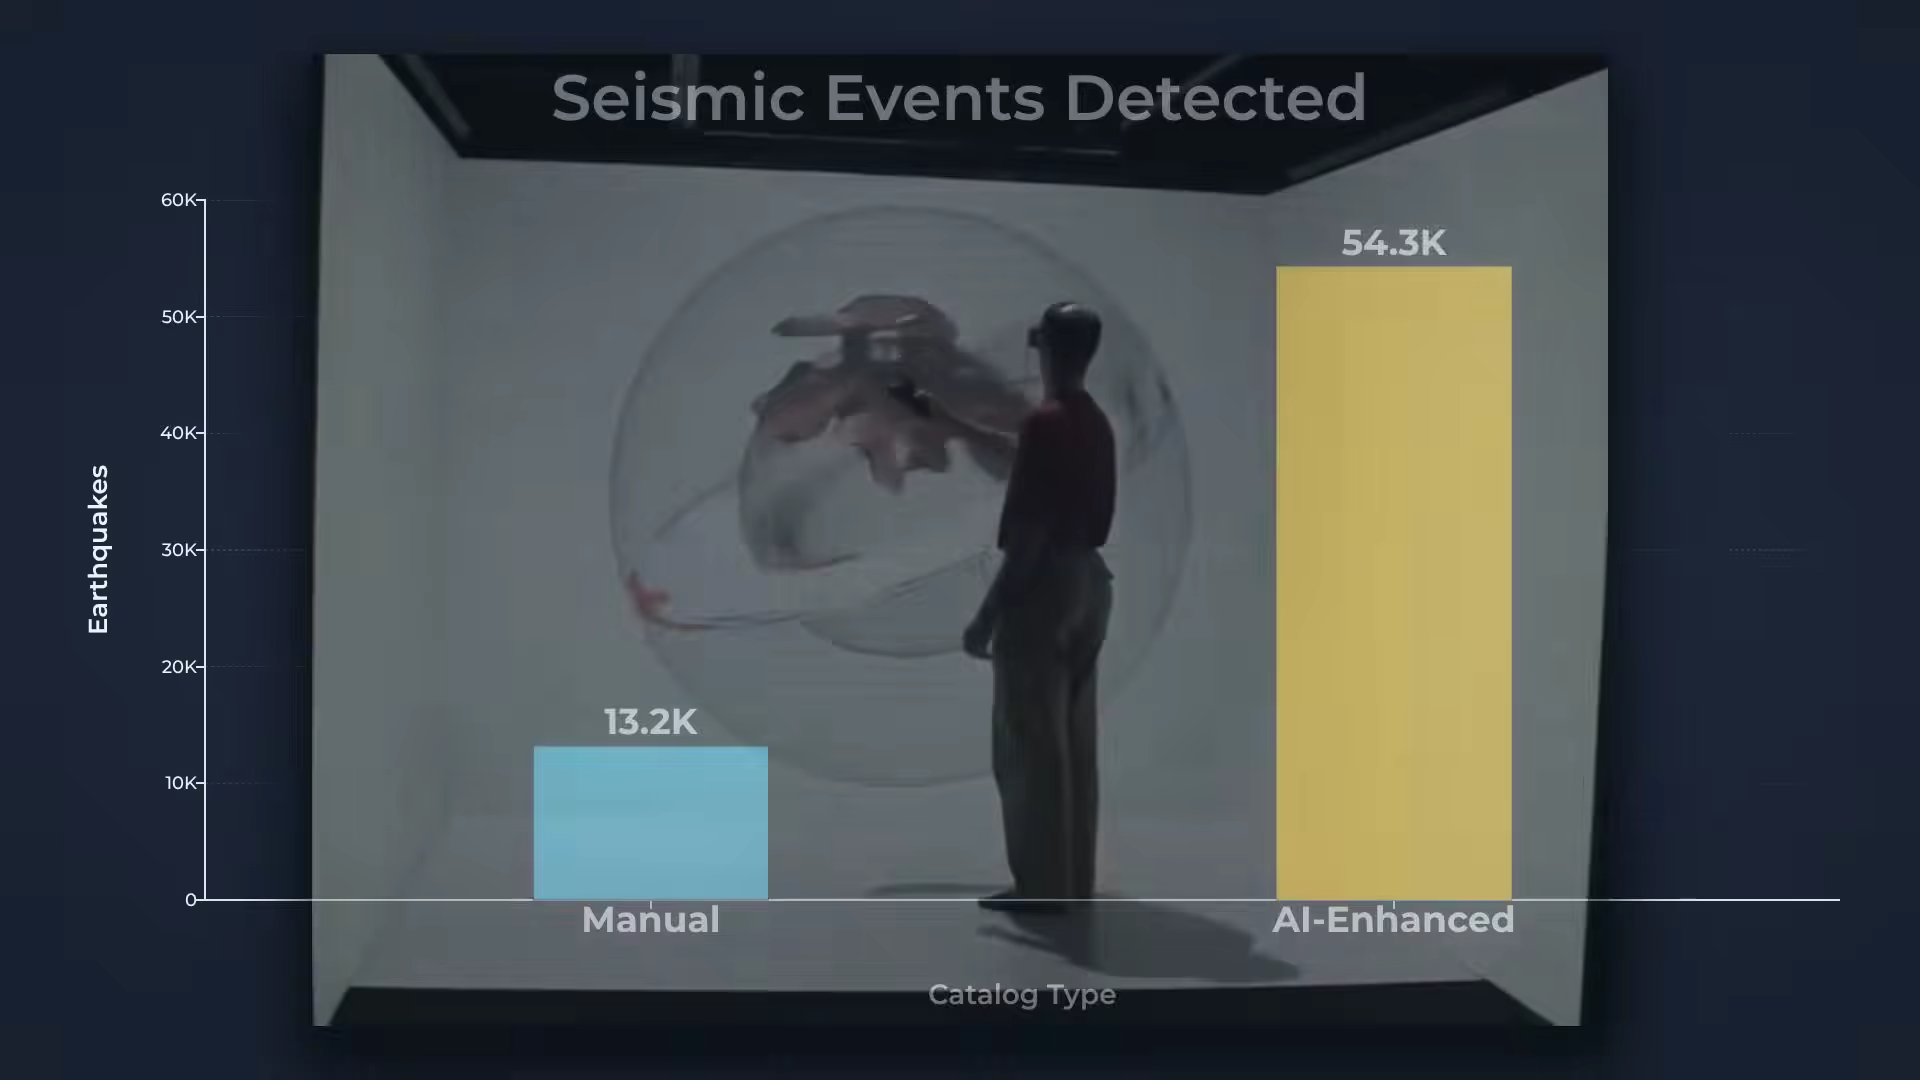 Seismic Events Detected
60K
50K
40K
30K
20K
10K
0
Earthquakes
13.2K
54.3K
Manual
AI-Enhanced
Catalog Type